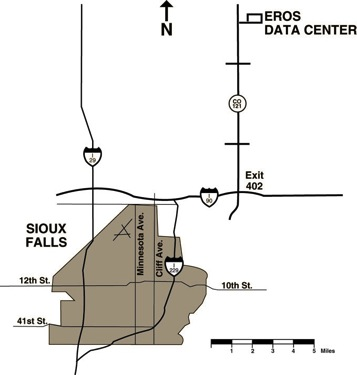 N
EROS
DATA CENTER
CO
121
I
29
Exit
402
I
90
SIOUX
FALLS
Minnesota Ave.
Cliff Ave.
I
229
12th St.
10th St.
41st St.
1 2 3 4 5 Miles